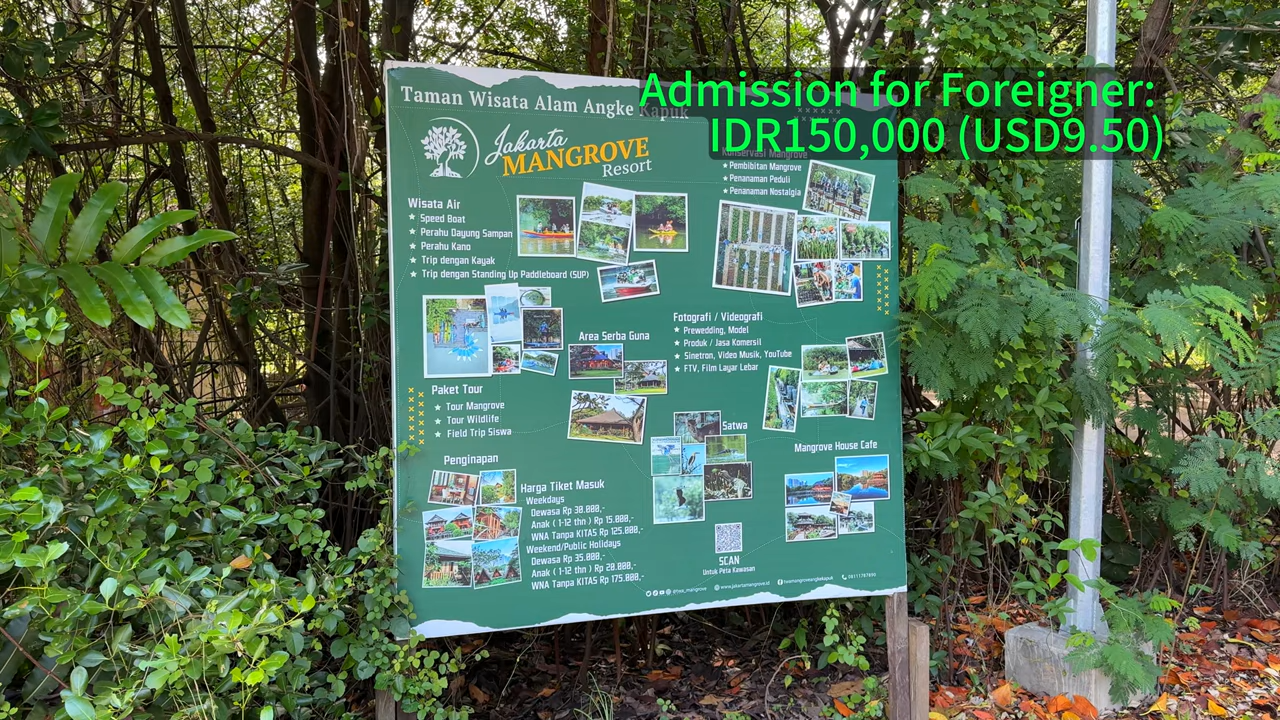 Admission for Foreigner:
IDR150,000 (USD9.50)
Taman Wisata Alam Angke Kapuk
Jakarta
MANGROVE
Resort
Wisata Air
Speed Boat
Perahu Dayung Sampan
Perahu Kano
Trip dengan Kayak
Trip dengan Standing Up Paddleboard (SUP)
Konservasi Mangrove
Pembibitan Mangrove
Penanaman Peduli
Penanaman Nostalgia
Area Serba Guna
Fotografi / Videografi
Prewedding, Model
Produk / Jasa Komersil
Sinetron, Video Musik, YouTube
FTV, Film Layar Lebar
Paket Tour
Tour Mangrove
Tour Wildlife
Field Trip Siswa
Satwa
Mangrove House Cafe
Penginapan
Harga Tiket Masuk
Weekdays
Dewasa Rp 30.000,-
Anak ( 1-12 thn ) Rp 15.000,-
WNA Tanpa KITAS Rp 125.000,-
Weekend/Public Holidays
Dewasa Rp 35.000,-
Anak ( 1-12 thn ) Rp 20.000,-
WNA Tanpa KITAS Rp 175.000,-
SCAN
Untuk Peta Kawasan
www.jakartamangrove.id